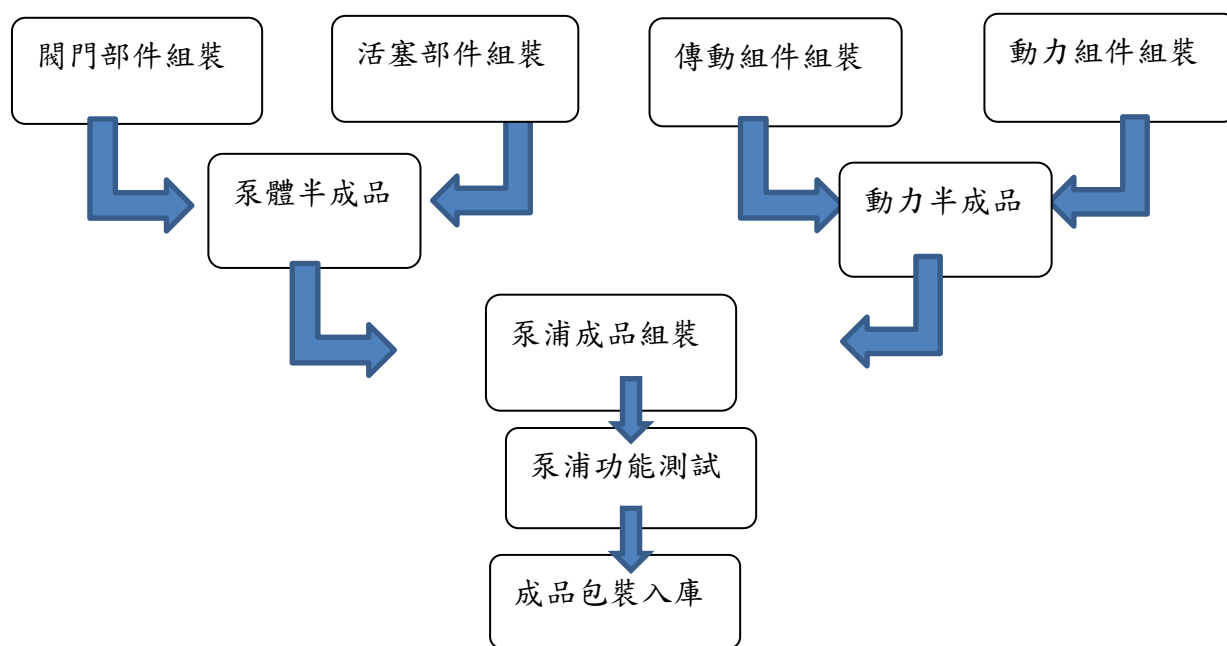 閥門部件組裝
活塞部件組裝
傳動組件組裝
動力組件組裝
泵體半成品
動力半成品
泵浦成品組裝
泵浦功能測試
成品包裝入庫